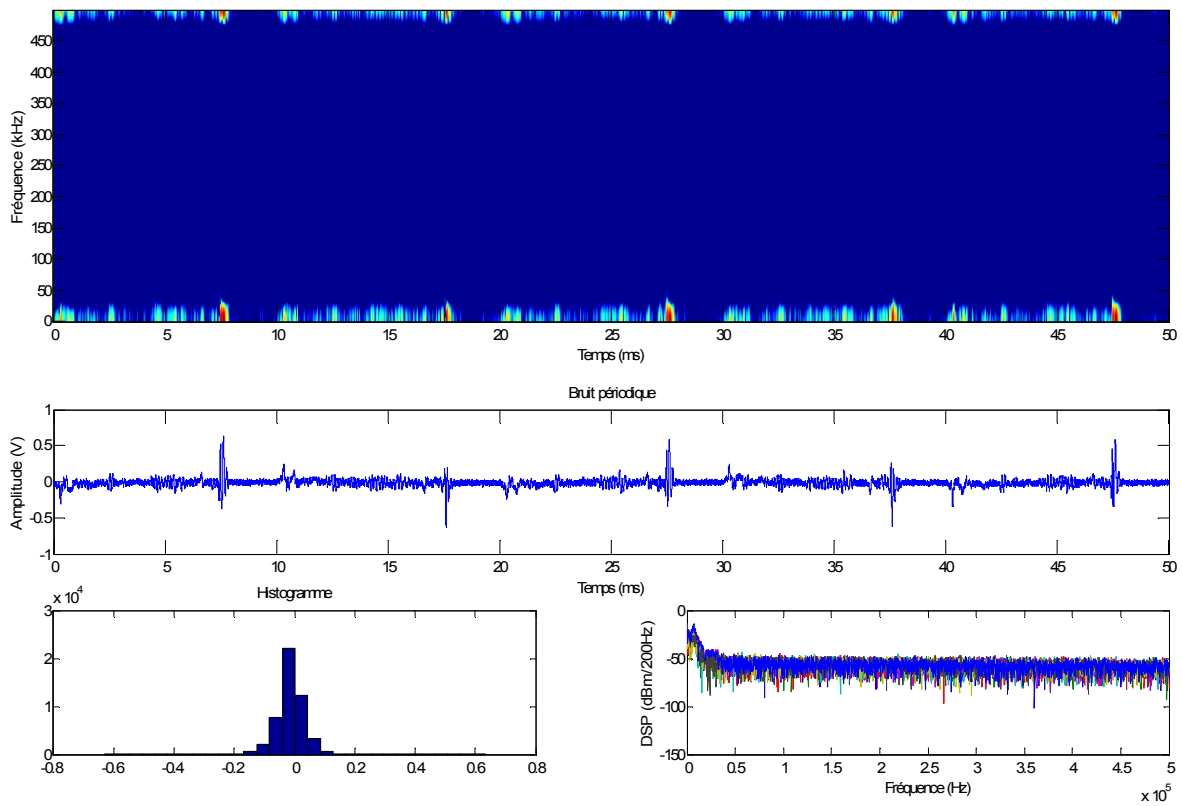 450
400
350
300
250
200
150
100
50
0
Fréquence (kHz)
0 5 10 15 20 25 30 35 40 45 50
Temps (ms)
Bruit périodique
1
0.5
0
-0.5
-1
Amplitude (V)
0 5 10 15 20 25 30 35 40 45 50
Temps (ms)
x 10^4
Histogramme
3
2
1
0
-0.8 -0.6 -0.4 -0.2 0 0.2 0.4 0.6 0.8
0
-50
-100
-150
DSP (dBm/200Hz)
0 0.5 1 1.5 2 2.5 3 3.5 4 4.5 5
Fréquence (Hz)
x 10^5